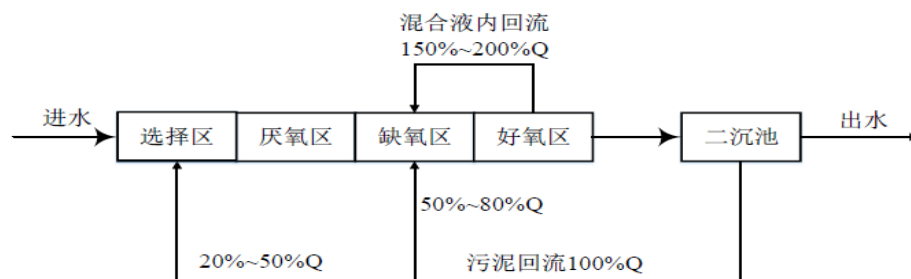 混合液内回流
150%~200%Q
进水
选择区
厌氧区
缺氧区
好氧区
二沉池
出水
50%~80%Q
20%~50%Q
污泥回流100%Q